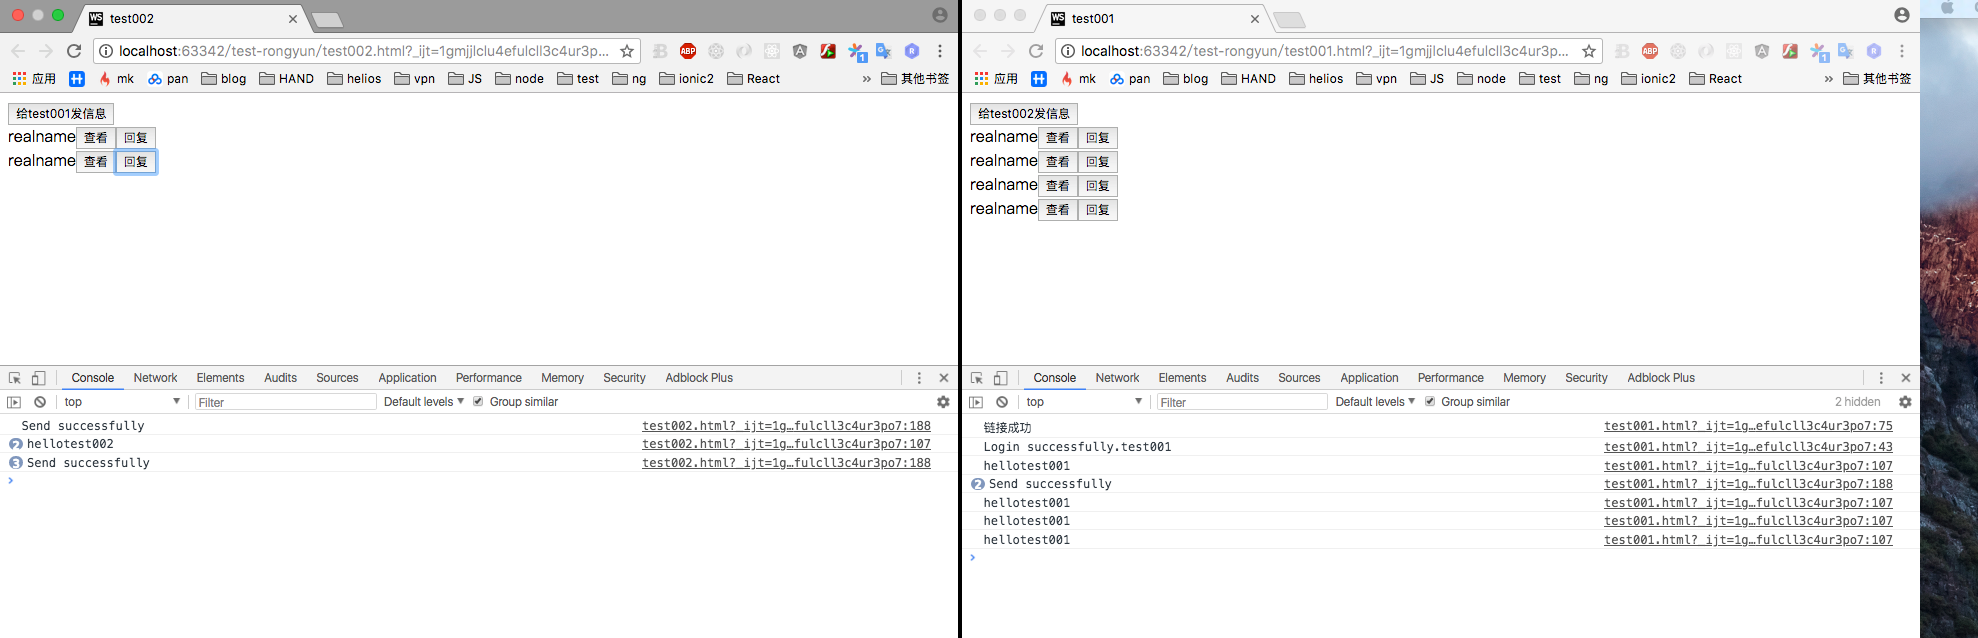 test002
localhost:63342/test-rongyun/test002.html?_ijt=1gmjjlclu4efulcll3c4ur3p...
应用 mk pan blog HAND helios vpn JS node test ng ionic2 React » 其他书签
给test001发信息
realname 查看 回复
realname 查看 回复
Console Network Elements Audits Sources Application Performance Memory Security Adblock Plus
top Filter Default levels Group similar
Send successfully test002.html?_ijt=1g…fulcll3c4ur3po7:188
2 hellotest002 test002.html?_ijt=1g…fulcll3c4ur3po7:107
3 Send successfully test002.html?_ijt=1g…fulcll3c4ur3po7:188
test001
localhost:63342/test-rongyun/test001.html?_ijt=1gmjjlclu4efulcll3c4ur3p...
应用 mk pan blog HAND helios vpn JS node test ng ionic2 React » 其他书签
给test002发信息
realname 查看 回复
realname 查看 回复
realname 查看 回复
realname 查看 回复
Console Network Elements Audits Sources Application Performance Memory Security Adblock Plus
top Filter Default levels Group similar 2 hidden
链接成功 test001.html?_ijt=1g…efulcll3c4ur3po7:75
Login successfully.test001 test001.html?_ijt=1g…efulcll3c4ur3po7:43
hellotest001 test001.html?_ijt=1g…fulcll3c4ur3po7:107
2 Send successfully test001.html?_ijt=1g…fulcll3c4ur3po7:188
hellotest001 test001.html?_ijt=1g…fulcll3c4ur3po7:107
hellotest001 test001.html?_ijt=1g…fulcll3c4ur3po7:107
hellotest001 test001.html?_ijt=1g…fulcll3c4ur3po7:107